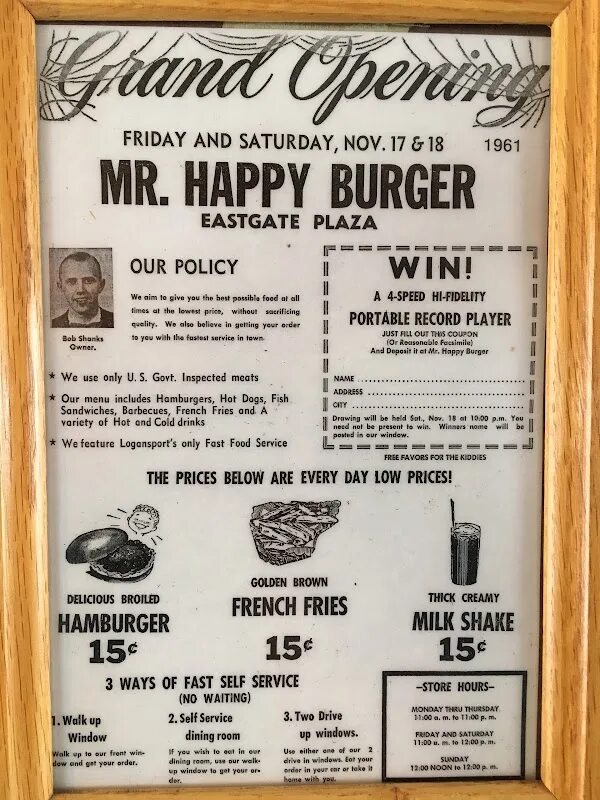 Grand Opening
FRIDAY AND SATURDAY, NOV. 17 & 18 1961
MR. HAPPY BURGER
EASTGATE PLAZA
Bob Shanks
Owner.
OUR POLICY
We aim to give you the best possible food at all
times at the lowest price, without sacrificing
quality. We also believe in getting your order
to you with the fastest service in town.
* We use only U. S. Govt. Inspected meats
* Our menu includes Hamburgers, Hot Dogs, Fish
Sandwiches, Barbecues, French Fries and A
variety of Hot and Cold drinks
* We feature Logansport's only Fast Food Service
WIN!
A 4-SPEED HI-FIDELITY
PORTABLE RECORD PLAYER
JUST FILL OUT THIS COUPON
(Or Reasonable Facsimile)
And Deposit it at Mr. Happy Burger
NAME
ADDRESS
CITY
Drawing will be held Sat., Nov. 18 at 10:00 p.m. You
need not be present to win. Winners name will be
posted in our window.
FREE FAVORS FOR THE KIDDIES
THE PRICES BELOW ARE EVERY DAY LOW PRICES!
DELICIOUS BROILED
HAMBURGER
15¢
GOLDEN BROWN
FRENCH FRIES
15¢
THICK CREAMY
MILK SHAKE
15¢
3 WAYS OF FAST SELF SERVICE
(NO WAITING)
1. Walk up
Window
Walk up to our front win-
dow and get your order.
2. Self Service
dining room
If you wish to eat in our
dining room, use our walk-
up window to get your or-
der.
3. Two Drive
up windows.
Use either one of our 2
drive in windows. Eat your
order in your car or take it
home with you.
—STORE HOURS—
MONDAY THRU THURSDAY
11:00 a. m. to 11:00 p. m.
FRIDAY AND SATURDAY
11:00 a. m. to 12:00 p. m.
SUNDAY
12:00 NOON to 12:00 p. m.